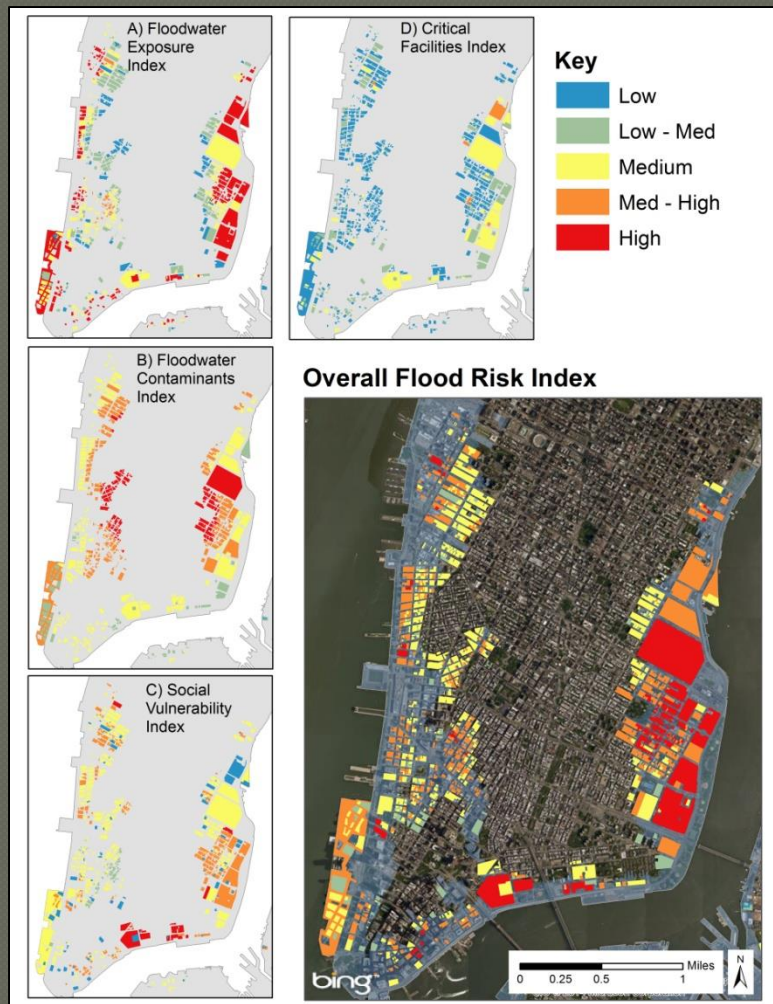 A) Floodwater
Exposure
Index
D) Critical
Facilities Index
Key
Low
Low - Med
Medium
Med - High
High
B) Floodwater
Contaminants
Index
Overall Flood Risk Index
C) Social
Vulnerability
Index
bing
Miles
0 0.25 0.5 1
N